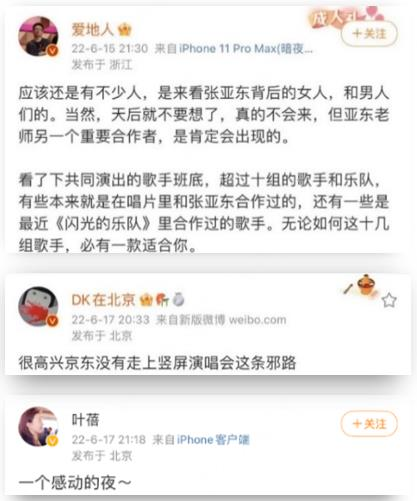 成人礼
爱地人
22-6-15 21:30 来自iPhone 11 Pro Max(暗夜...
发布于 浙江
+关注
应该还是有不少人，是来看张亚东背后的女人，和男人
们的。当然，天后就不要想了，真的不会来，但亚东老
师另一个重要合作者，是肯定会出现的。
看了下共同演出的歌手班底，超过十组的歌手和乐队，
有些本来就是在唱片里和张亚东合作过的，还有一些是
最近《闪光的乐队》里合作过的歌手。无论如何这十几
组歌手，必有一款适合你。
DK在北京
22-6-17 20:33 来自新版微博 weibo.com
发布于 北京
很高兴京东没有走上竖屏演唱会这条邪路
叶蓓
22-6-17 21:18 来自iPhone客户端
发布于 北京
+关注
一个感动的夜～